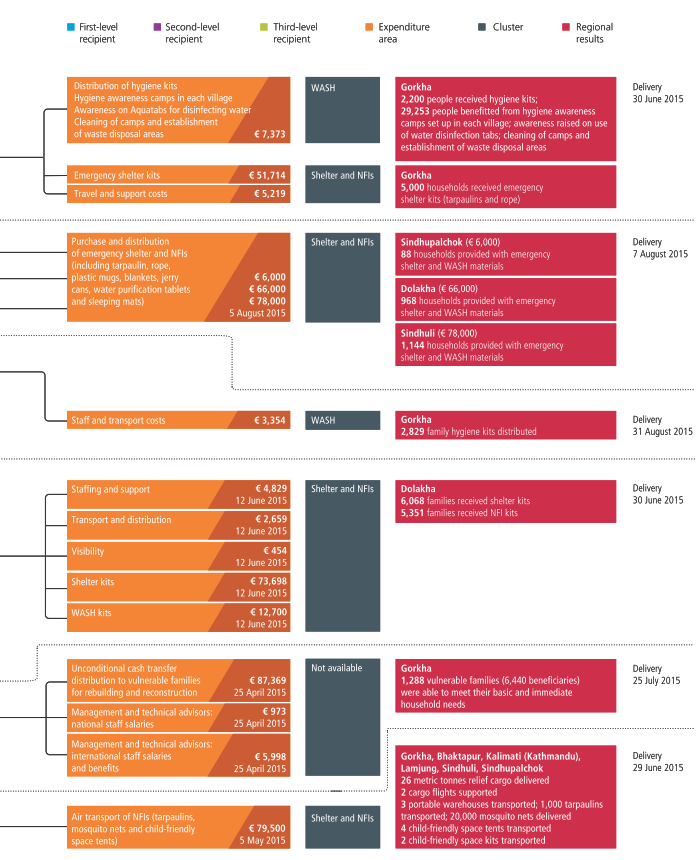 First-level
recipient
Second-level
recipient
Third-level
recipient
Expenditure
area
Cluster
Regional
results
Distribution of hygiene kits
Hygiene awareness camps in each village
Awareness on Aquatabs for disinfecting water
Cleaning of camps and establishment
of waste disposal areas
€ 7,373
WASH
Gorkha
2,200 people received hygiene kits;
29,253 people benefitted from hygiene awareness
camps set up in each village; awareness raised on use
of water disinfection tabs; cleaning of camps and
establishment of waste disposal areas
Delivery
30 June 2015
Emergency shelter kits
€ 51,714
Travel and support costs
€ 5,219
Shelter and NFIs
Gorkha
5,000 households received emergency
shelter kits (tarpaulins and rope)
Purchase and distribution
of emergency shelter and NFIs
(including tarpaulin, rope,
plastic mugs, blankets, jerry
cans, water purification tablets
and sleeping mats)
€ 6,000
€ 66,000
€ 78,000
5 August 2015
Shelter and NFIs
Sindhupalchok (€ 6,000)
88 households provided with emergency
shelter and WASH materials
Dolakha (€ 66,000)
968 households provided with emergency
shelter and WASH materials
Sindhuli (€ 78,000)
1,144 households provided with emergency
shelter and WASH materials
Delivery
7 August 2015
Staff and transport costs
€ 3,354
WASH
Gorkha
2,829 family hygiene kits distributed
Delivery
31 August 2015
Staffing and support
€ 4,829
12 June 2015
Transport and distribution
€ 2,659
12 June 2015
Visibility
€ 454
12 June 2015
Shelter kits
€ 73,698
12 June 2015
WASH kits
€ 12,700
12 June 2015
Shelter and NFIs
Dolakha
6,068 families received shelter kits
5,351 families received NFI kits
Delivery
30 June 2015
Unconditional cash transfer
distribution to vulnerable families
for rebuilding and reconstruction
€ 87,369
25 April 2015
Management and technical advisors:
national staff salaries
€ 973
25 April 2015
Management and technical advisors:
international staff salaries
and benefits
€ 5,998
25 April 2015
Not available
Gorkha
1,288 vulnerable families (6,440 beneficiaries)
were able to meet their basic and immediate
household needs
Delivery
25 July 2015
Air transport of NFIs (tarpaulins,
mosquito nets and child-friendly
space tents)
€ 79,500
5 May 2015
Shelter and NFIs
Gorkha, Bhaktapur, Kalimati (Kathmandu),
Lamjung, Sindhuli, Sindhupalchok
26 metric tonnes relief cargo delivered
2 cargo flights supported
3 portable warehouses transported; 1,000 tarpaulins
transported; 20,000 mosquito nets delivered
4 child-friendly space tents transported
2 child-friendly space kits transported
Delivery
29 June 2015